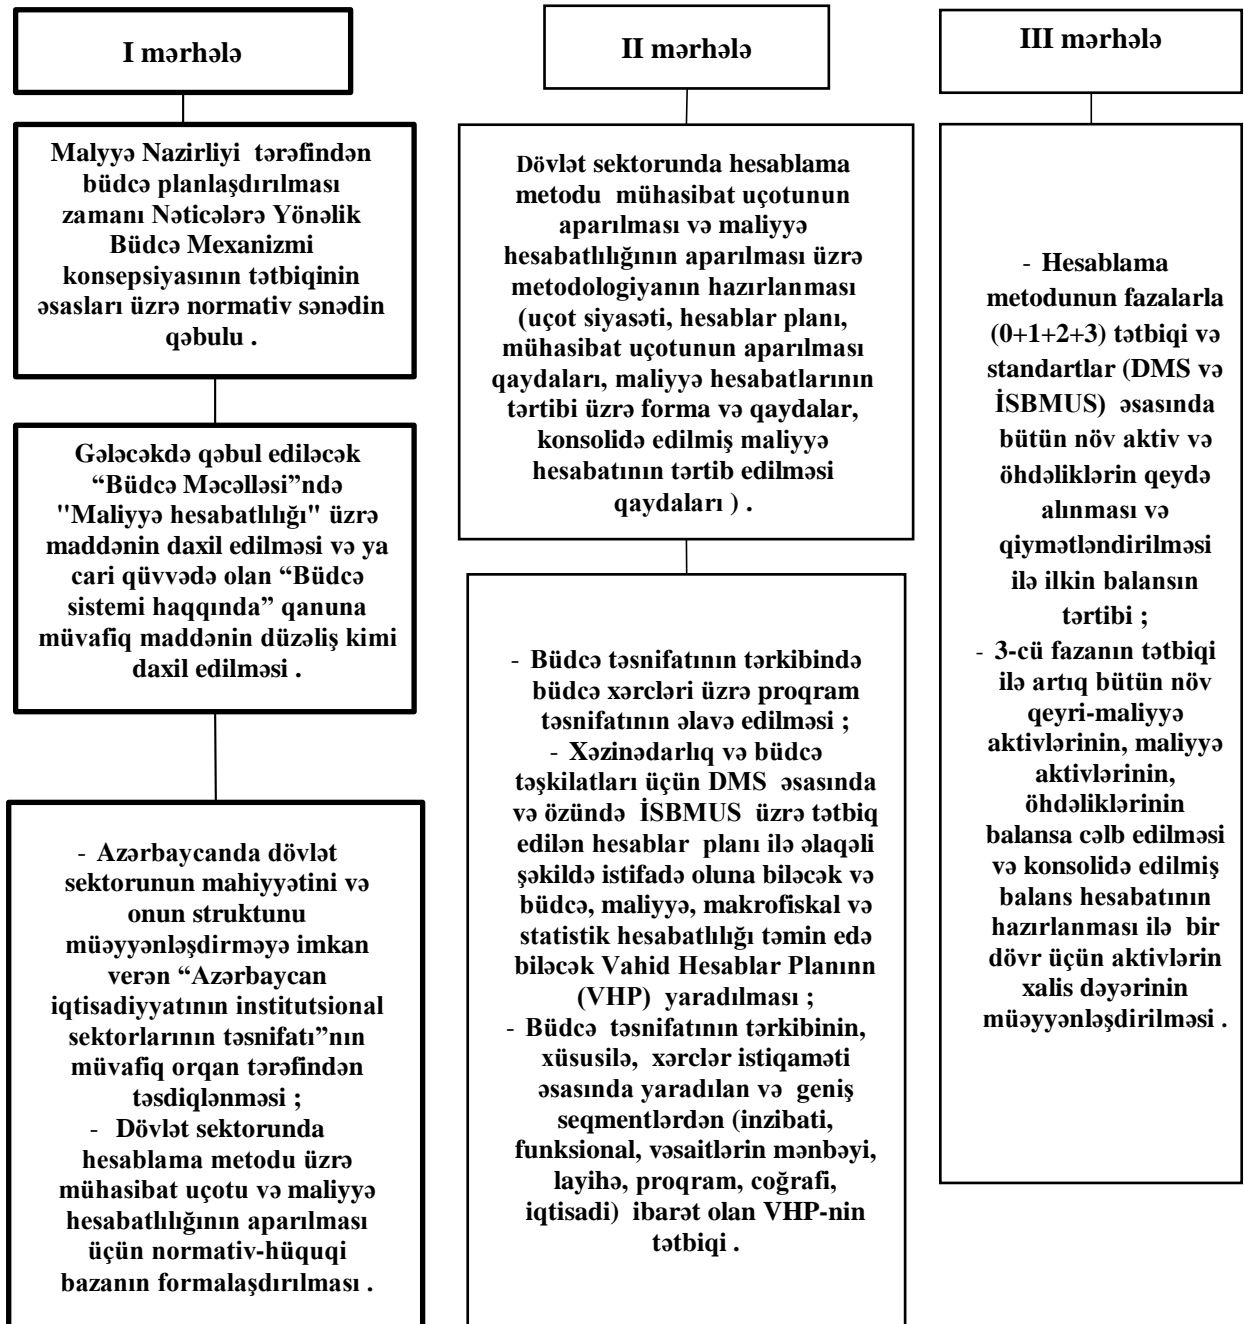 I mərhələ
Malyyə Nazirliyi tərəfindən
büdcə planlaşdırılması
zamanı Nəticələrə Yönəlik
Büdcə Mexanizmi
konsepsiyasının tətbiqinin
əsasları üzrə normativ sənədin
qəbulu .
Gələcəkdə qəbul ediləcək
“Büdcə Məcəlləsi”ndə
"Maliyyə hesabatlılığı" üzrə
maddənin daxil edilməsi və ya
cari qüvvədə olan “Büdcə
sistemi haqqında” qanuna
müvafiq maddənin düzəliş kimi
daxil edilməsi .
- Azərbaycanda dövlət
sektorunun mahiyyətini və
onun struktunu
müəyyənləşdirməyə imkan
verən “Azərbaycan
iqtisadiyyatının institutsional
sektorlarının təsnifatı”nın
müvafiq orqan tərəfindən
təsdiqlənməsi ;
- Dövlət sektorunda
hesablama metodu üzrə
mühasibat uçotu və maliyyə
hesabatlılığının aparılması
üçün normativ-hüquqi
bazanın formalaşdırılması .
II mərhələ
Dövlət sektorunda hesablama
metodu mühasibat uçotunun
aparılması və maliyyə
hesabatlılığının aparılması üzrə
metodologiyanın hazırlanması
(uçot siyasəti, hesablar planı,
mühasibat uçotunun aparılması
qaydaları, maliyyə hesabatlarının
tərtibi üzrə forma və qaydalar,
konsolidə edilmiş maliyyə
hesabatının tərtib edilməsi
qaydaları ) .
- Büdcə təsnifatının tərkibində
büdcə xərcləri üzrə proqram
təsnifatının əlavə edilməsi ;
- Xəzinədarlıq və büdcə
təşkilatları üçün DMS əsasında
və özündə İSBMUS üzrə tətbiq
edilən hesablar planı ilə əlaqəli
şəkildə istifadə oluna biləcək və
büdcə, maliyyə, makrofiskal və
statistik hesabatlılığı təmin edə
biləcək Vahid Hesablar Planınn
(VHP) yaradılması ;
- Büdcə təsnifatının tərkibinin,
xüsusilə, xərclər istiqaməti
əsasında yaradılan və geniş
seqmentlərdən (inzibati,
funksional, vəsaitlərin mənbəyi,
layihə, proqram, coğrafi,
iqtisadi) ibarət olan VHP-nin
tətbiqi .
III mərhələ
- Hesablama
metodunun fazalarla
(0+1+2+3) tətbiqi və
standartlar (DMS və
İSBMUS) əsasında
bütün növ aktiv və
öhdəliklərin qeydə
alınması və
qiymətləndirilməsi
ilə ilkin balansın
tərtibi ;
- 3-cü fazanın tətbiqi
ilə artıq bütün növ
qeyri-maliyyə
aktivlərinin, maliyyə
aktivlərinin,
öhdəliklərinin
balansa cəlb edilməsi
və konsolidə edilmiş
balans hesabatının
hazırlanması ilə bir
dövr üçün aktivlərin
xalis dəyərinin
müəyyənləşdirilməsi .